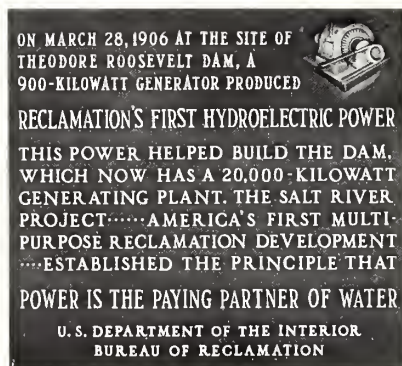 ON MARCH 28, 1906 AT THE SITE OF
THEODORE ROOSEVELT DAM, A
900-KILOWATT GENERATOR PRODUCED
RECLAMATION'S FIRST HYDROELECTRIC POWER
THIS POWER HELPED BUILD THE DAM,
WHICH NOW HAS A 20,000-KILOWATT
GENERATING PLANT. THE SALT RIVER
PROJECT······AMERICA'S FIRST MULTI-
PURPOSE RECLAMATION DEVELOPMENT
····ESTABLISHED THE PRINCIPLE THAT
POWER IS THE PAYING PARTNER OF WATER
U. S. DEPARTMENT OF THE INTERIOR
BUREAU OF RECLAMATION